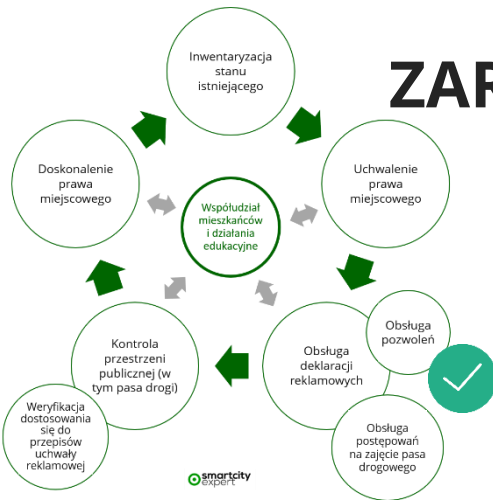 Inwentaryzacja
stanu
istniejącego
ZAR
Doskonalenie
prawa
miejscowego
Uchwalenie
prawa
miejscowego
Współudział
mieszkańców
i działania
edukacyjne
Obsługa
pozwoleń
Kontrola
przestrzeni
publicznej (w
tym pasa drogi)
Obsługa
deklaracji
reklamowych
Weryfikacja
dostosowania
się do
przepisów
uchwały
reklamowej
Obsługa
postępowań
na zajęcie pasa
drogowego
smartcity
expert